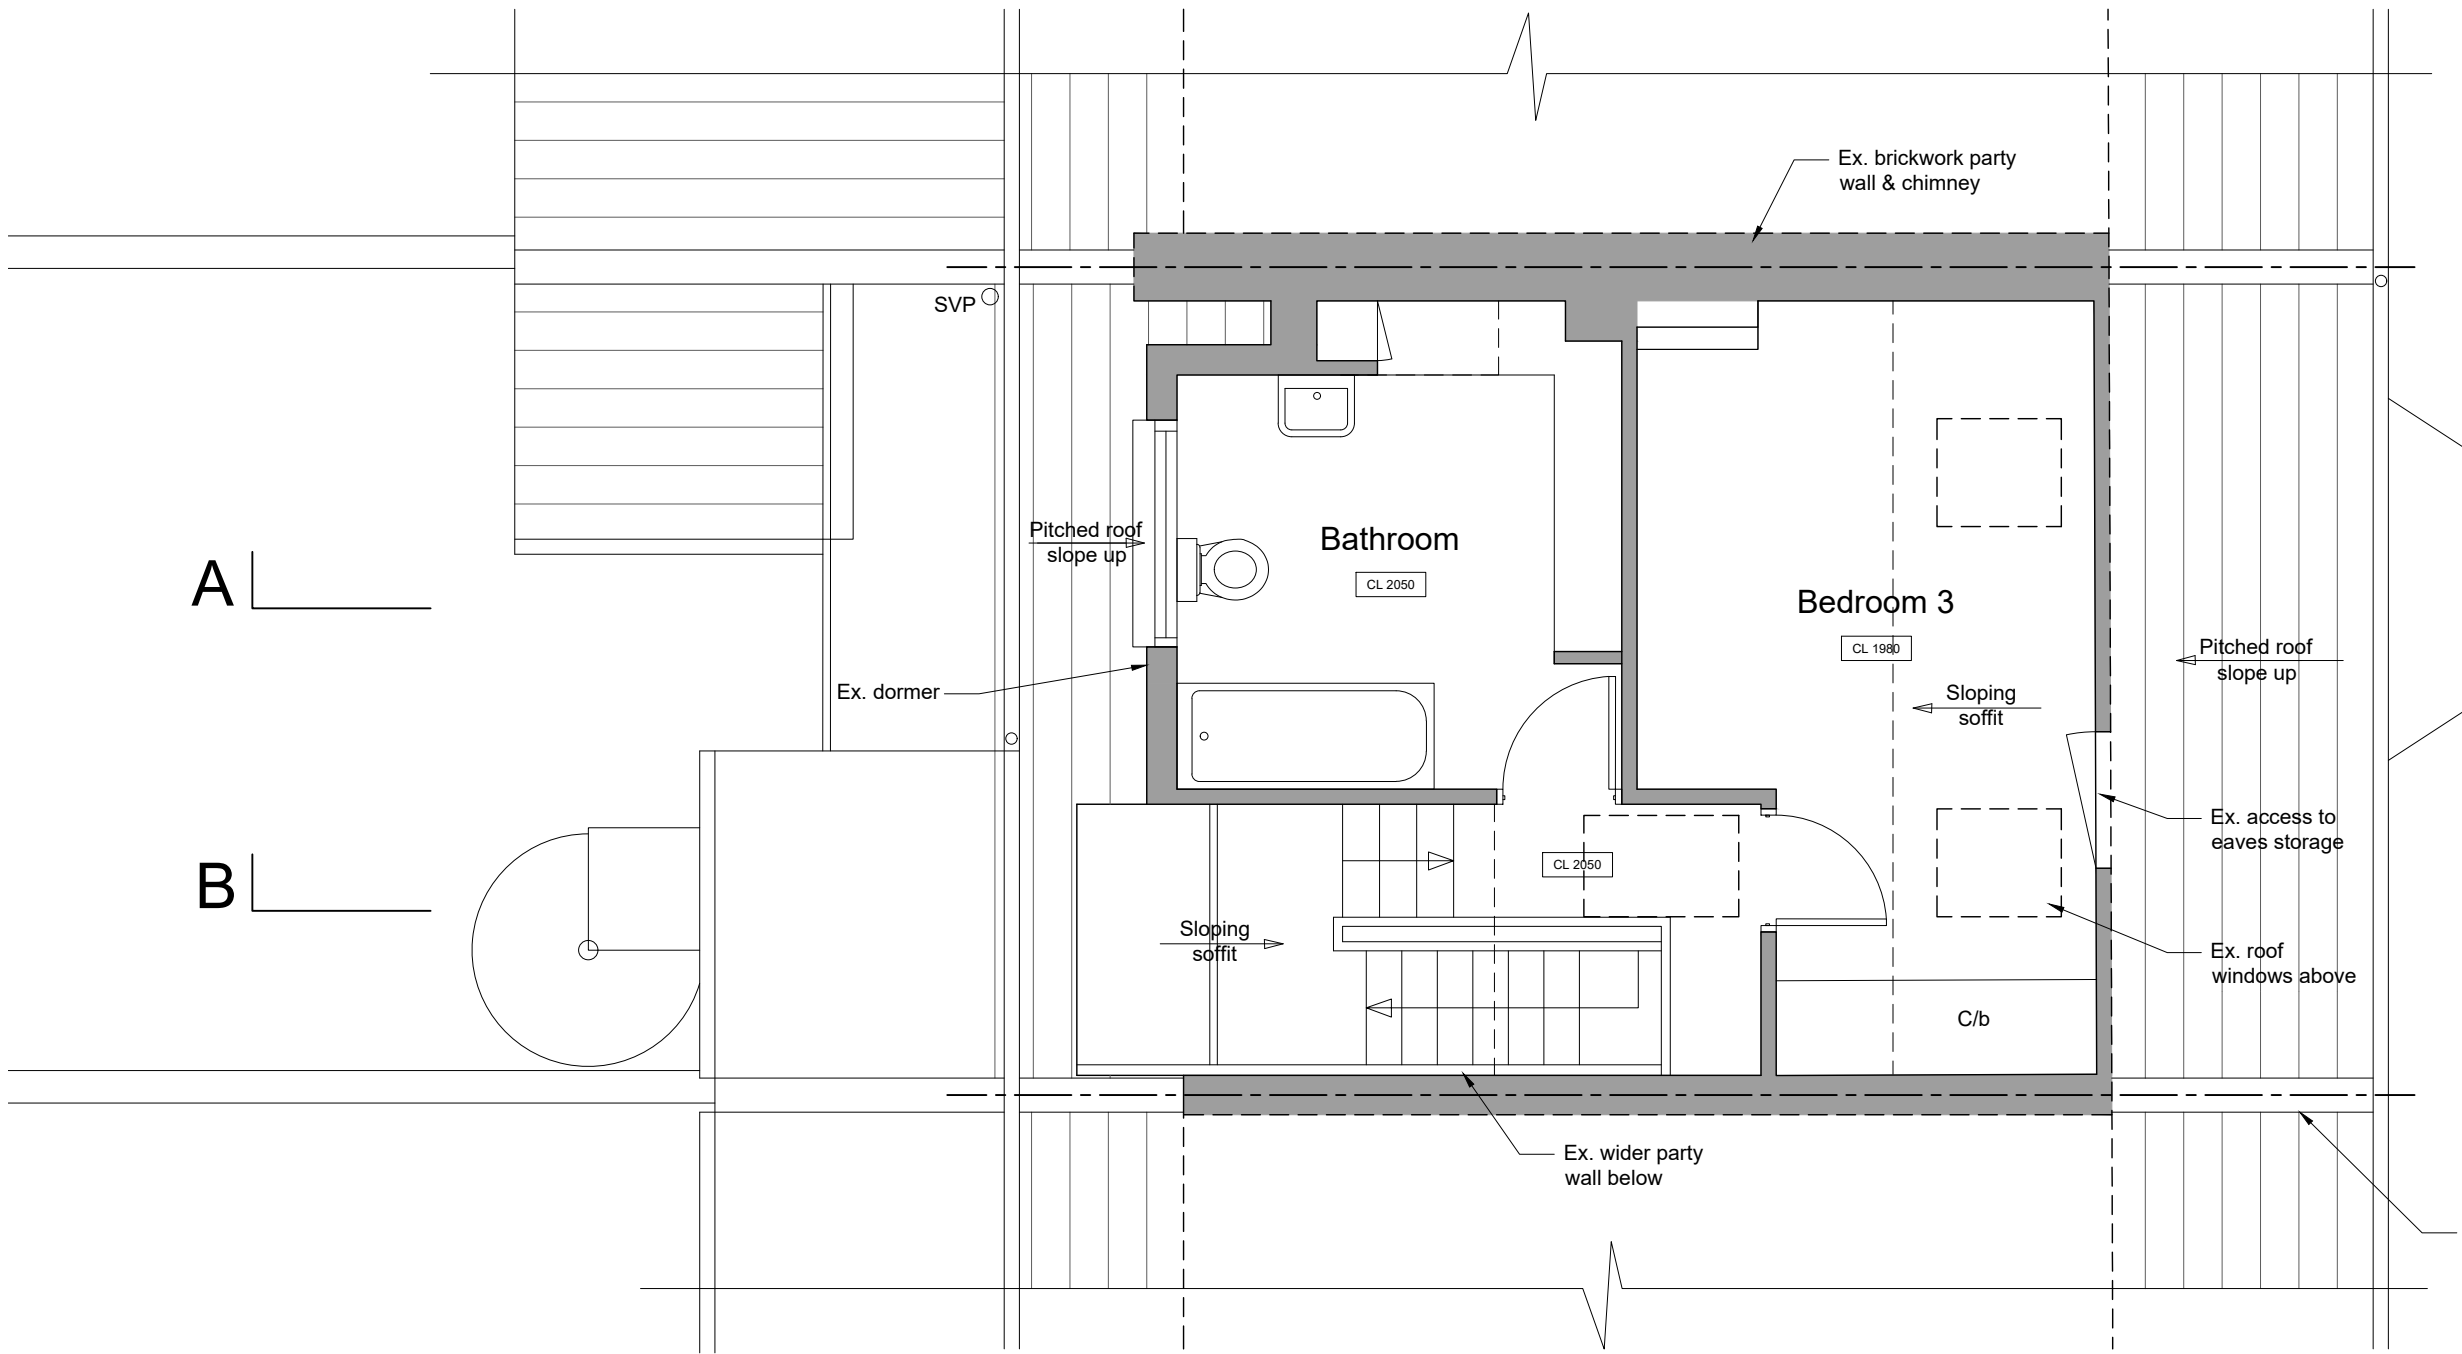 Ex. brickwork party
wall & chimney
SVP
Pitched roof
slope up
Bathroom
CL 2050
A
Bedroom 3
CL 1980
Pitched roof
slope up
Ex. dormer
Sloping
soffit
Ex. access to
eaves storage
CL 2050
B
Sloping
soffit
Ex. roof
windows above
C/b
Ex. wider party
wall below